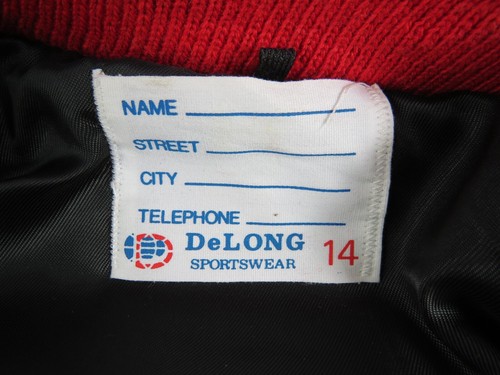 NAME
STREET
CITY
TELEPHONE
DeLONG 14
SPORTSWEAR